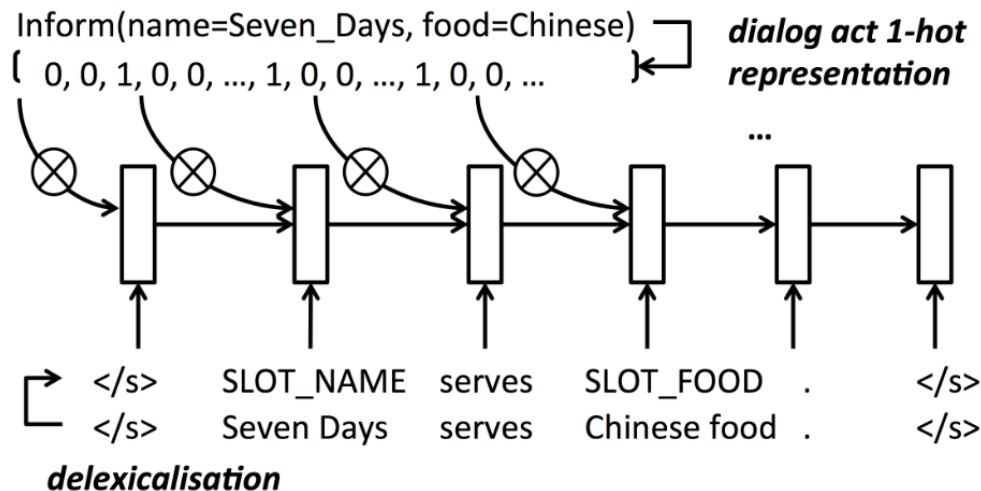 Inform(name=Seven_Days, food=Chinese)
dialog act 1-hot
representation
[ 0, 0, 1, 0, 0, ..., 1, 0, 0, ..., 1, 0, 0, ... ]
...
</s> SLOT_NAME serves SLOT_FOOD . </s>
</s> Seven Days serves Chinese food . </s>
delexicalisation